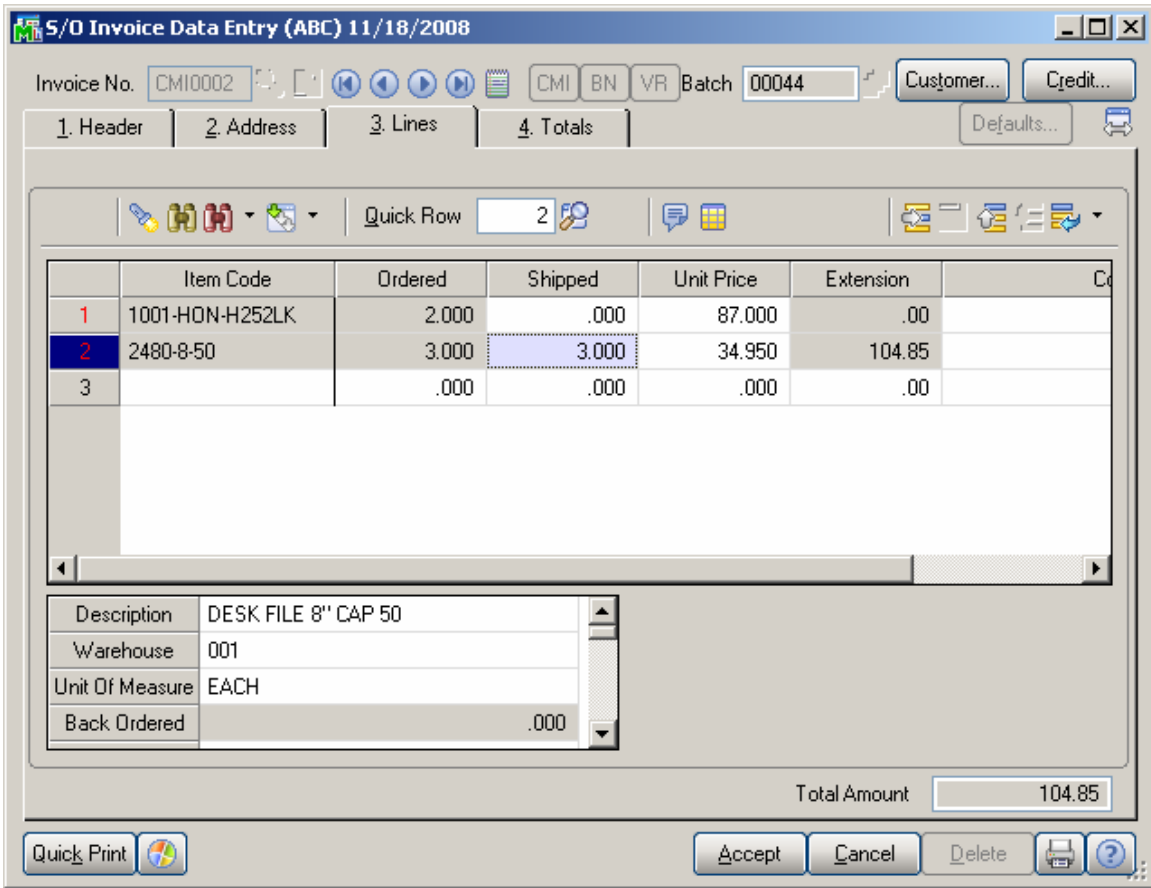 S/O Invoice Data Entry (ABC) 11/18/2008
Invoice No. CMI0002 CMI BN VR Batch 00044 Customer... Credit...
1. Header 2. Address 3. Lines 4. Totals Defaults...
Quick Row 2
Item Code Ordered Shipped Unit Price Extension
1 1001-HON-H252LK 2.000 .000 87.000 .00
2 2480-8-50 3.000 3.000 34.950 104.85
3 .000 .000 .000 .00
Description DESK FILE 8" CAP 50
Warehouse 001
Unit Of Measure EACH
Back Ordered .000
Total Amount 104.85
Quick Print Accept Cancel Delete